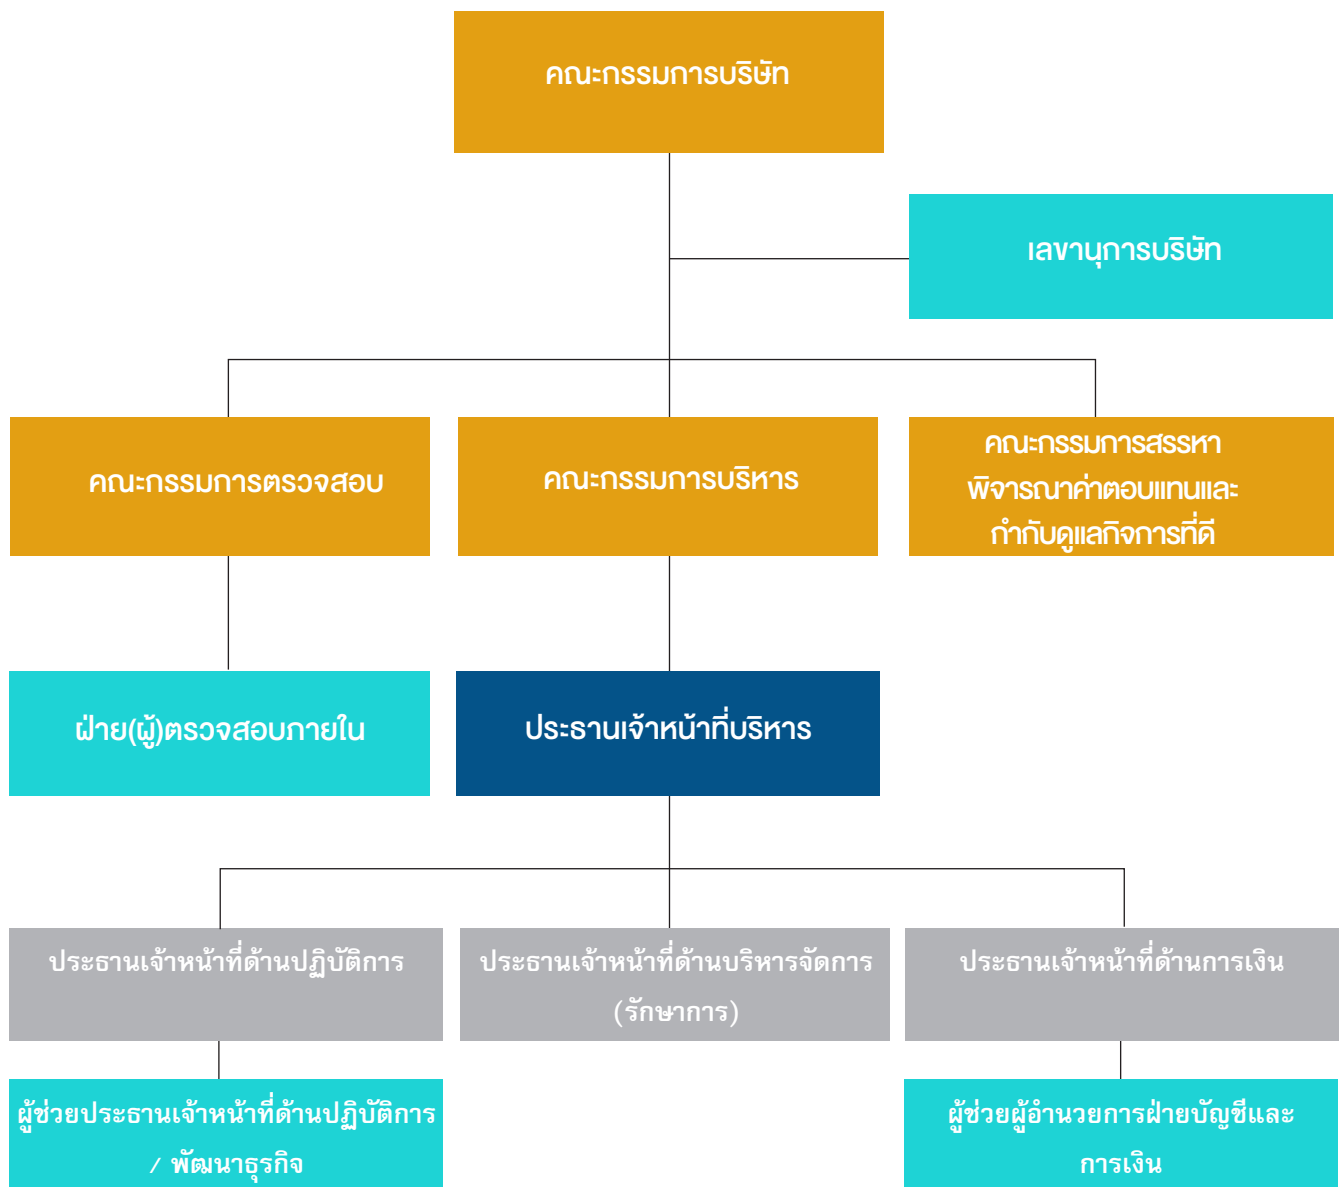 คณะกรรมการบริษัท
เลขานุการบริษัท
คณะกรรมการตรวจสอบ
คณะกรรมการบริหาร
คณะกรรมการสรรหา
พิจารณาค่าตอบแทนและ
กำกับดูแลกิจการที่ดี
ฝ่าย(ผู้)ตรวจสอบภายใน
ประธานเจ้าหน้าที่บริหาร
ประธานเจ้าหน้าที่ด้านปฏิบัติการ
ประธานเจ้าหน้าที่ด้านบริหารจัดการ
(รักษาการ)
ประธานเจ้าหน้าที่ด้านการเงิน
ผู้ช่วยประธานเจ้าหน้าที่ด้านปฏิบัติการ
/ พัฒนาธุรกิจ
ผู้ช่วยผู้อำนวยการฝ่ายบัญชีและ
การเงิน